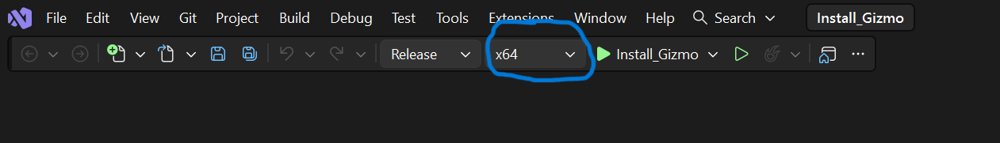 File Edit View Git Project Build Debug Test Tools Extensions Window Help Search Install_Gizmo
Release x64 Install_Gizmo